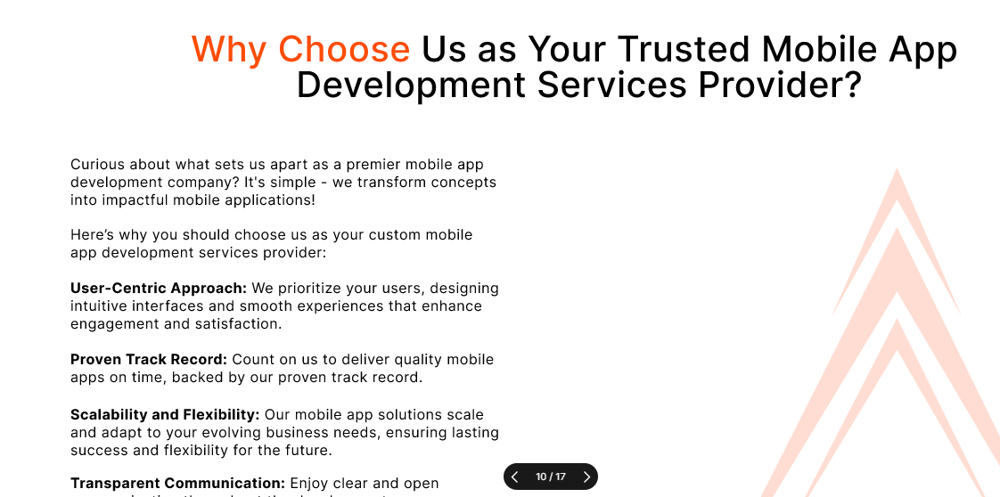 Why Choose Us as Your Trusted Mobile App
Development Services Provider?
Curious about what sets us apart as a premier mobile app
development company? It's simple - we transform concepts
into impactful mobile applications!
Here’s why you should choose us as your custom mobile
app development services provider:
User-Centric Approach: We prioritize your users, designing
intuitive interfaces and smooth experiences that enhance
engagement and satisfaction.
Proven Track Record: Count on us to deliver quality mobile
apps on time, backed by our proven track record.
Scalability and Flexibility: Our mobile app solutions scale
and adapt to your evolving business needs, ensuring lasting
success and flexibility for the future.
Transparent Communication: Enjoy clear and open
10 / 17